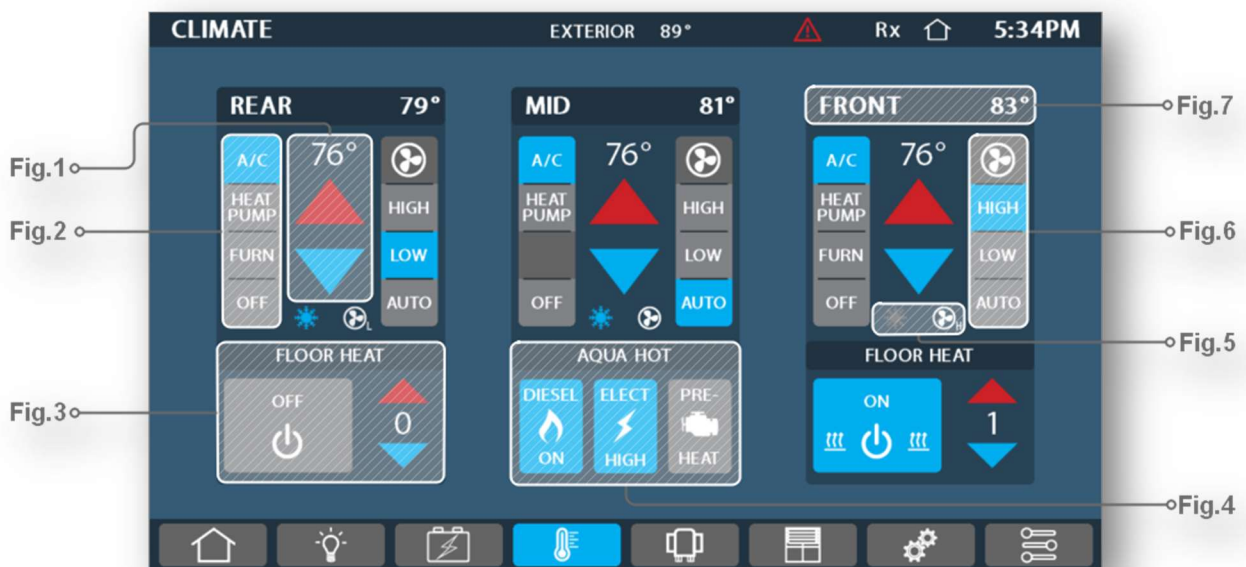 CLIMATE EXTERIOR 89° Rx 5:34PM
REAR 79° MID 81° FRONT 83° Fig.7
Fig.1
A/C 76° A/C 76° A/C 76°
HEAT PUMP HIGH HEAT PUMP HIGH HEAT PUMP HIGH
Fig.2 Fig.6
FURN LOW LOW FURN LOW
OFF AUTO OFF AUTO OFF AUTO
L H
Fig.5
FLOOR HEAT AQUA HOT FLOOR HEAT
OFF DIESEL ELECT PRE- ON
Fig.3 0 1
ON HIGH HEAT
Fig.4